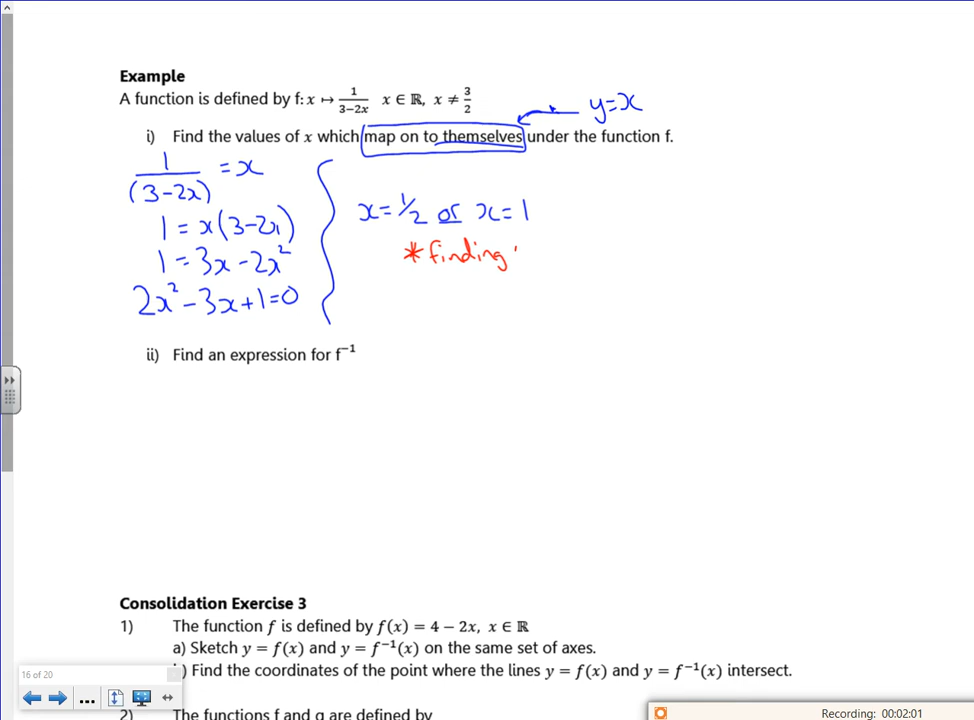 Example
A function is defined by f: x ↦ 1/(3−2x) x ∈ ℝ, x ≠ 3/2
y=x
i) Find the values of x which map on to themselves under the function f.
1/(3-2x) = x
1 = x(3-2x)
1 = 3x - 2x²
2x² - 3x + 1 = 0
x = 1/2 or x = 1
*finding '
ii) Find an expression for f⁻¹
Consolidation Exercise 3
1) The function f is defined by f(x) = 4 − 2x, x ∈ ℝ
a) Sketch y = f(x) and y = f⁻¹(x) on the same set of axes.
) Find the coordinates of the point where the lines y = f(x) and y = f⁻¹(x) intersect.
16 of 20
2) The functions f and g are defined by
Recording: 00:02:01